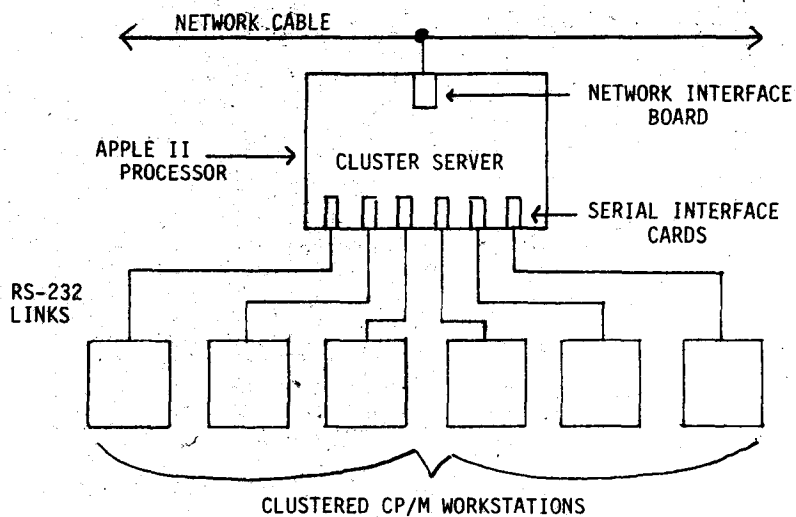 NETWORK CABLE
NETWORK INTERFACE
BOARD
APPLE II
PROCESSOR
CLUSTER SERVER
SERIAL INTERFACE
CARDS
RS-232
LINKS
CLUSTERED CP/M WORKSTATIONS